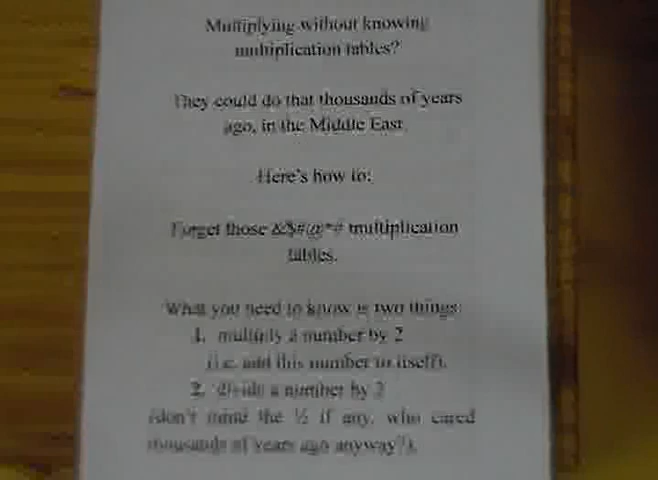 Multiplying without knowing
multiplication tables?
They could do that thousands of years
ago, in the Middle East
Here's how to:
Forget those &$#@*# multiplication
tables.
What you need to know is two things:
1. multiply a number by 2
(i.e. add this number to itself).
2. divide a number by 2
(don't mind the ½ if any, who cared
thousands of years ago anyway?).